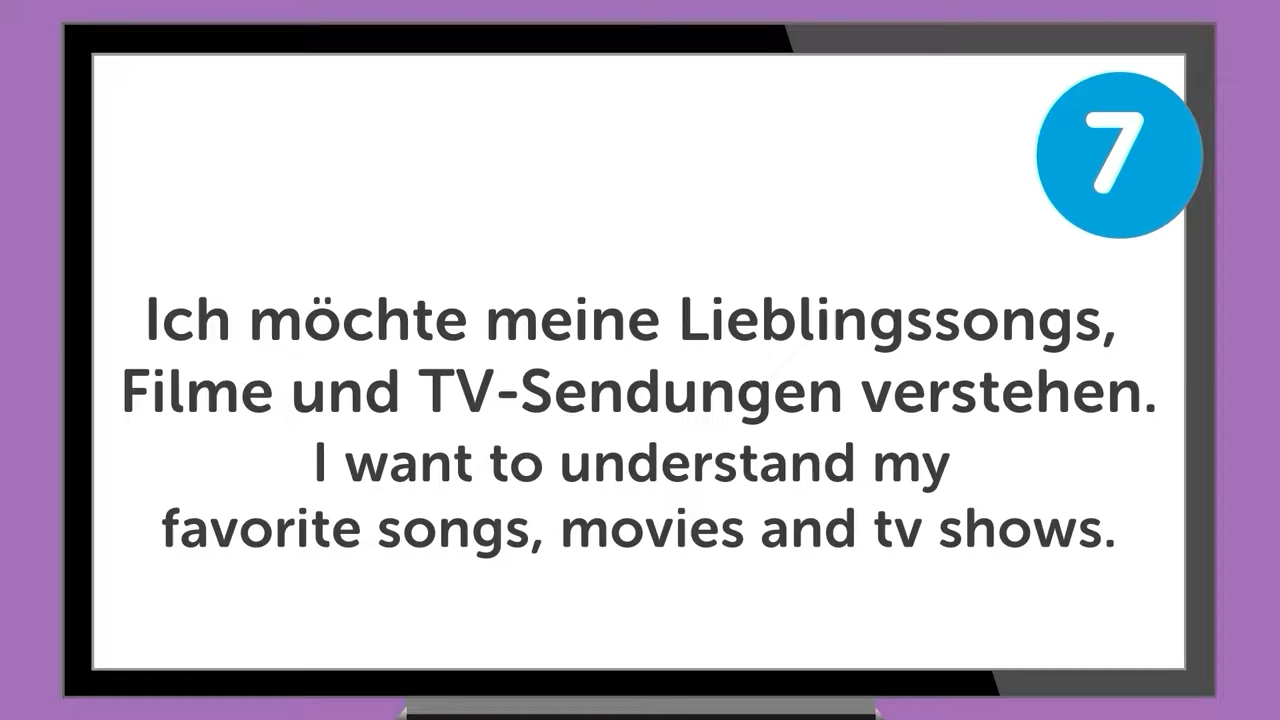 7
Ich möchte meine Lieblingssongs,
Filme und TV-Sendungen verstehen.
I want to understand my
favorite songs, movies and tv shows.